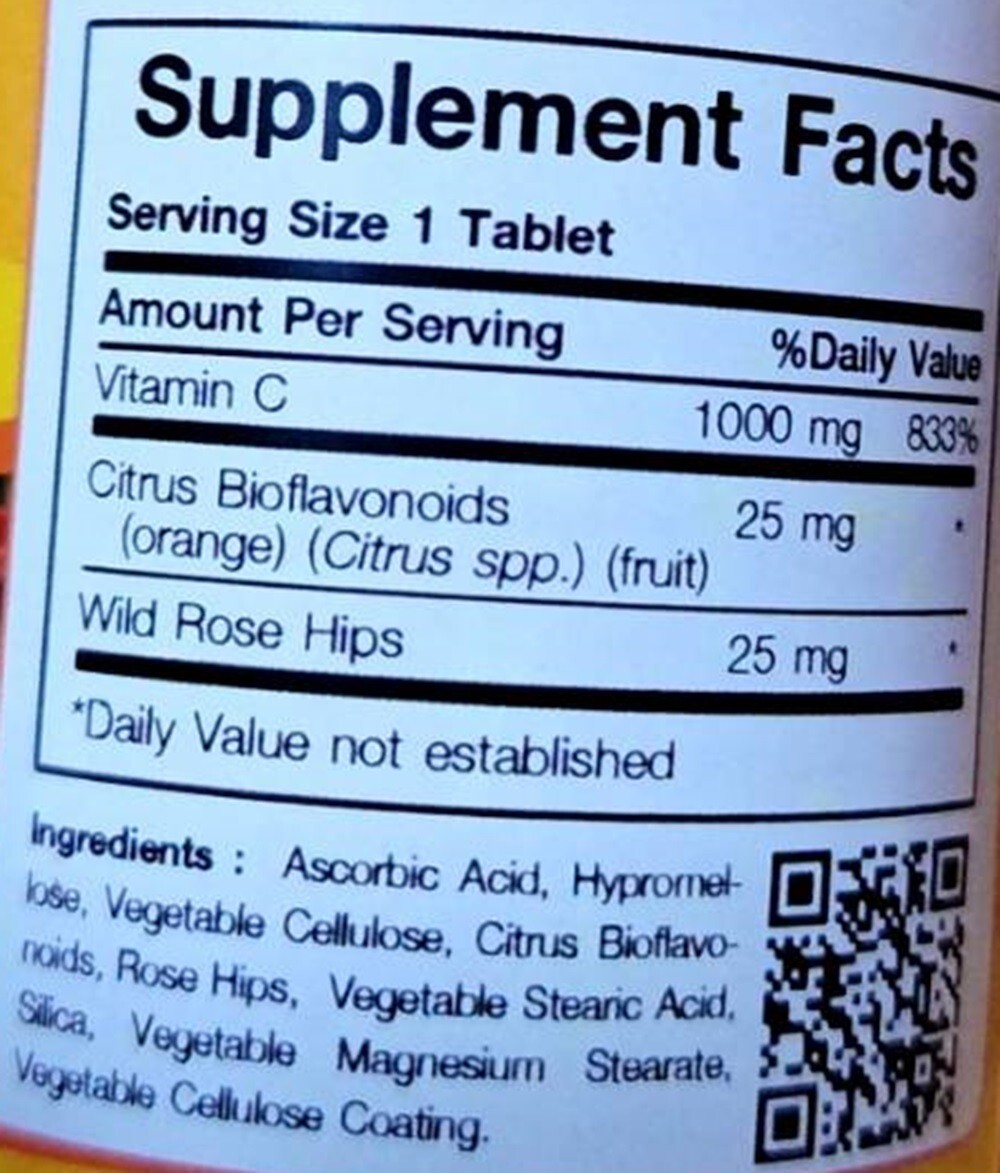 Supplement Facts
Serving Size 1 Tablet
Amount Per Serving %Daily Value
Vitamin C 1000 mg 833%
Citrus Bioflavonoids 25 mg *
(orange) (Citrus spp.) (fruit)
Wild Rose Hips 25 mg *
*Daily Value not established
Ingredients : Ascorbic Acid, Hypromel-
lose, Vegetable Cellulose, Citrus Bioflavo-
noids, Rose Hips, Vegetable Stearic Acid,
Silica, Vegetable Magnesium Stearate,
Vegetable Cellulose Coating.